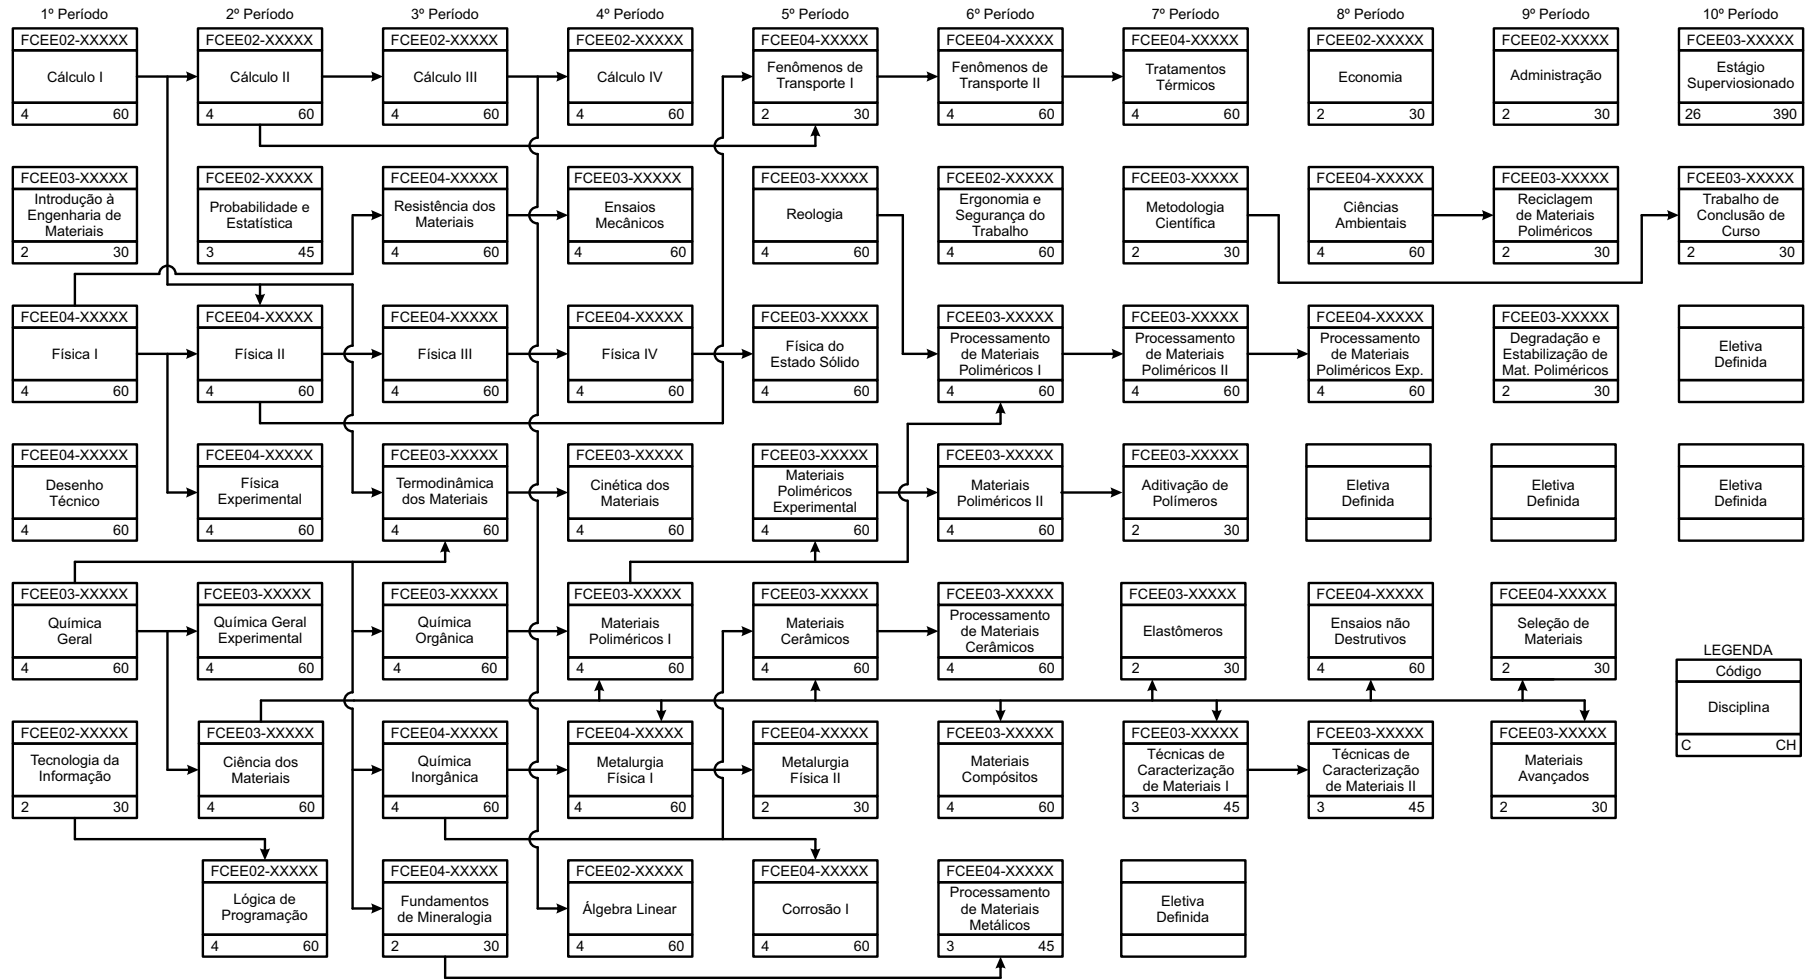 1º Período 2º Período 3º Período 4º Período 5º Período 6º Período 7º Período 8º Período 9º Período 10º Período
FCEE02-XXXXX
Cálculo I
4 60
FCEE02-XXXXX
Cálculo II
4 60
FCEE02-XXXXX
Cálculo III
4 60
FCEE02-XXXXX
Cálculo IV
4 60
FCEE04-XXXXX
Fenômenos de
Transporte I
2 30
FCEE04-XXXXX
Fenômenos de
Transporte II
4 60
FCEE04-XXXXX
Tratamentos
Térmicos
4 60
FCEE02-XXXXX
Economia
2 30
FCEE02-XXXXX
Administração
2 30
FCEE03-XXXXX
Estágio
Superviosionado
26 390
FCEE03-XXXXX
Introdução à
Engenharia de
Materiais
2 30
FCEE02-XXXXX
Probabilidade e
Estatística
3 45
FCEE04-XXXXX
Resistência dos
Materiais
4 60
FCEE03-XXXXX
Ensaios
Mecânicos
4 60
FCEE03-XXXXX
Reologia
4 60
FCEE02-XXXXX
Ergonomia e
Segurança do
Trabalho
4 60
FCEE03-XXXXX
Metodologia
Científica
2 30
FCEE04-XXXXX
Ciências
Ambientais
4 60
FCEE03-XXXXX
Reciclagem
de Materiais
Poliméricos
2 30
FCEE03-XXXXX
Trabalho de
Conclusão de
Curso
2 30
FCEE04-XXXXX
Física I
4 60
FCEE04-XXXXX
Física II
4 60
FCEE04-XXXXX
Física III
4 60
FCEE04-XXXXX
Física IV
4 60
FCEE03-XXXXX
Física do
Estado Sólido
4 60
FCEE03-XXXXX
Processamento
de Materiais
Poliméricos I
4 60
FCEE03-XXXXX
Processamento
de Materiais
Poliméricos II
4 60
FCEE04-XXXXX
Processamento
de Materiais
Poliméricos Exp.
4 60
FCEE03-XXXXX
Degradação e
Estabilização de
Mat. Poliméricos
2 30
Eletiva
Definida
FCEE04-XXXXX
Desenho
Técnico
4 60
FCEE04-XXXXX
Física
Experimental
4 60
FCEE03-XXXXX
Termodinâmica
dos Materiais
4 60
FCEE03-XXXXX
Cinética dos
Materiais
4 60
FCEE03-XXXXX
Materiais
Poliméricos
Experimental
4 60
FCEE03-XXXXX
Materiais
Poliméricos II
4 60
FCEE03-XXXXX
Aditivação de
Polímeros
2 30
Eletiva
Definida
Eletiva
Definida
Eletiva
Definida
FCEE03-XXXXX
Química
Geral
4 60
FCEE03-XXXXX
Química Geral
Experimental
4 60
FCEE03-XXXXX
Química
Orgânica
4 60
FCEE03-XXXXX
Materiais
Poliméricos I
4 60
FCEE03-XXXXX
Materiais
Cerâmicos
4 60
FCEE03-XXXXX
Processamento
de Materiais
Cerâmicos
4 60
FCEE03-XXXXX
Elastômeros
2 30
FCEE04-XXXXX
Ensaios não
Destrutivos
4 60
FCEE04-XXXXX
Seleção de
Materiais
2 30
LEGENDA
Código
Disciplina
C CH
FCEE02-XXXXX
Tecnologia da
Informação
2 30
FCEE03-XXXXX
Ciência dos
Materiais
4 60
FCEE04-XXXXX
Química
Inorgânica
4 60
FCEE04-XXXXX
Metalurgia
Física I
4 60
FCEE04-XXXXX
Metalurgia
Física II
2 30
FCEE03-XXXXX
Materiais
Compósitos
4 60
FCEE03-XXXXX
Técnicas de
Caracterização
de Materiais I
3 45
FCEE03-XXXXX
Técnicas de
Caracterização
de Materiais II
3 45
FCEE03-XXXXX
Materiais
Avançados
2 30
FCEE02-XXXXX
Lógica de
Programação
4 60
FCEE04-XXXXX
Fundamentos
de Mineralogia
2 30
FCEE02-XXXXX
Álgebra Linear
4 60
FCEE04-XXXXX
Corrosão I
4 60
FCEE04-XXXXX
Processamento
de Materiais
Metálicos
3 45
Eletiva
Definida